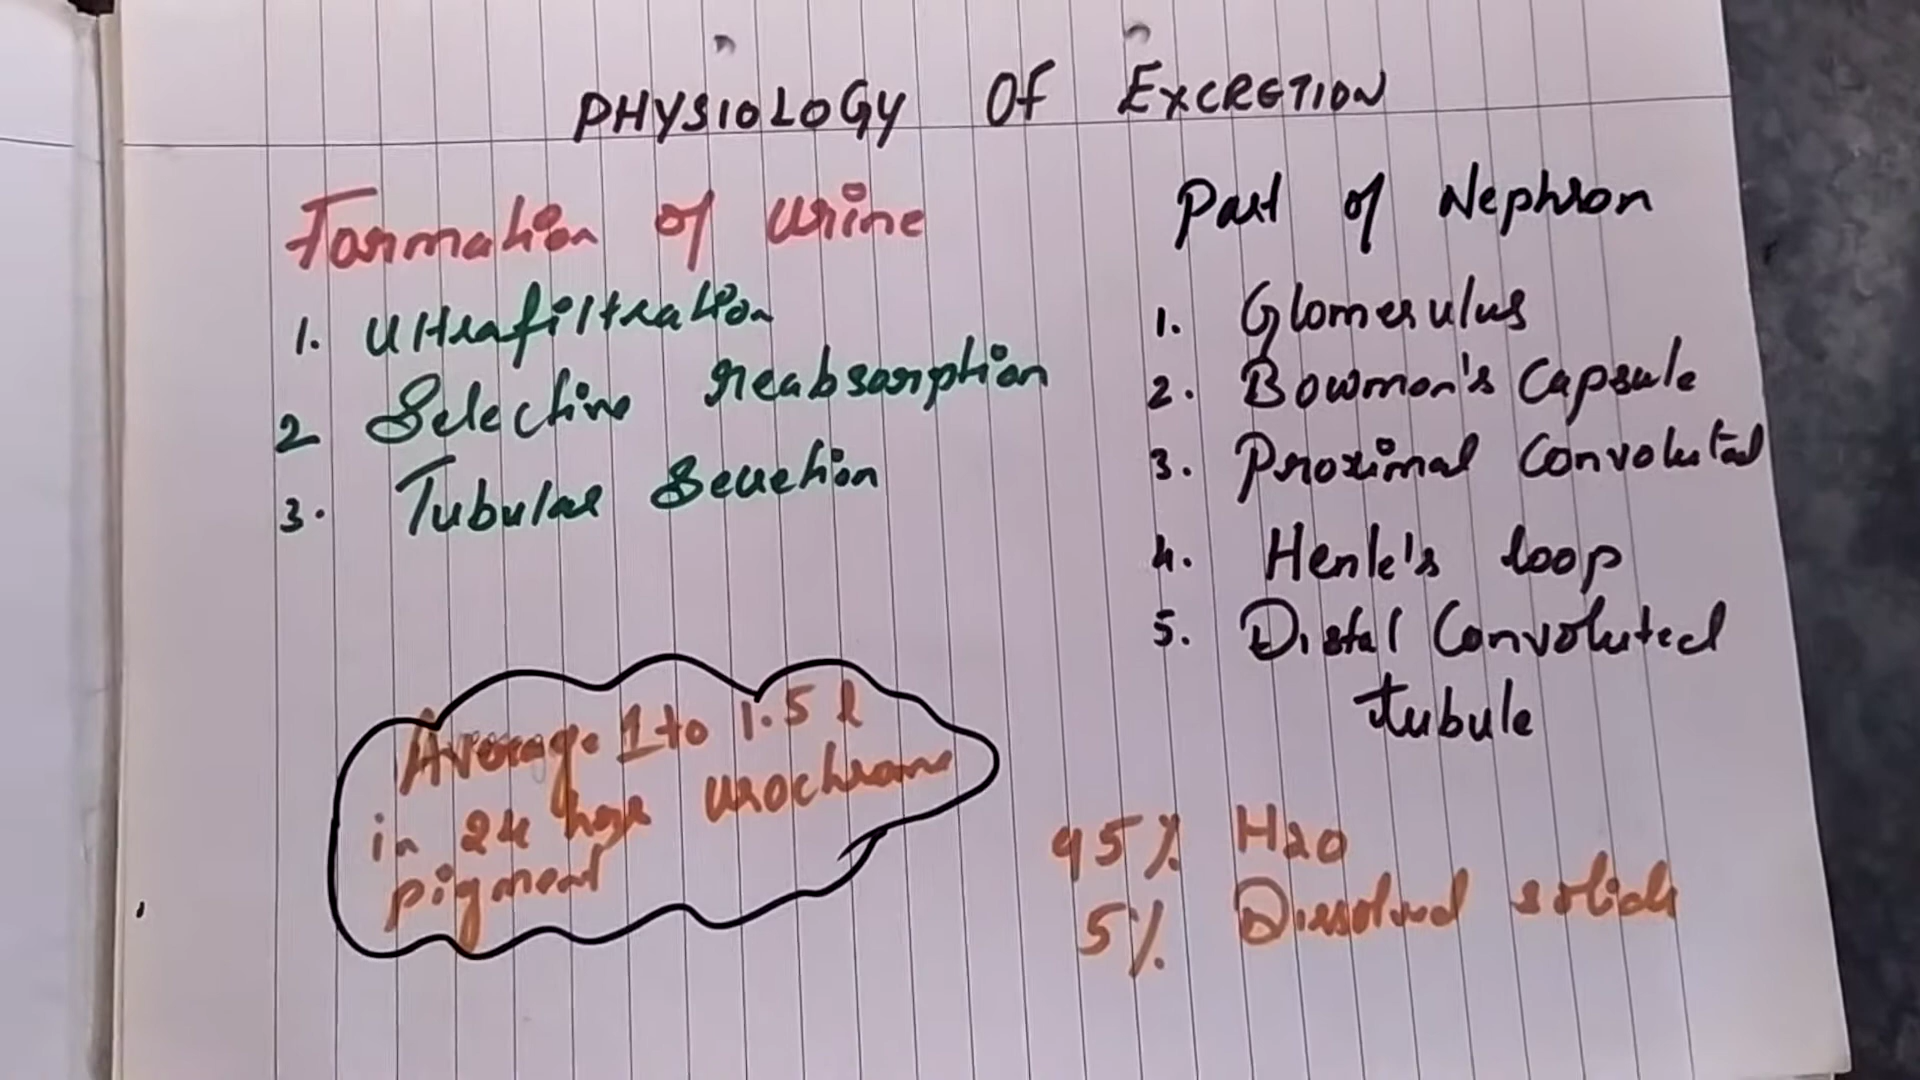 PHYSIOLOGY OF EXCRETION
Formation of urine
1. Ultrafiltration
2 Selective reabsorption
3. Tubular Secretion
Average 1 to 1.5 l
in 24 hrs urochrome
pigment
Part of Nephron
1. Glomerulus
2. Bowmon's Capsule
3. Proximal Convoluted
4. Henle's loop
5. Distal Convoluted
tubule
95% H2O
5% Dissolved solids